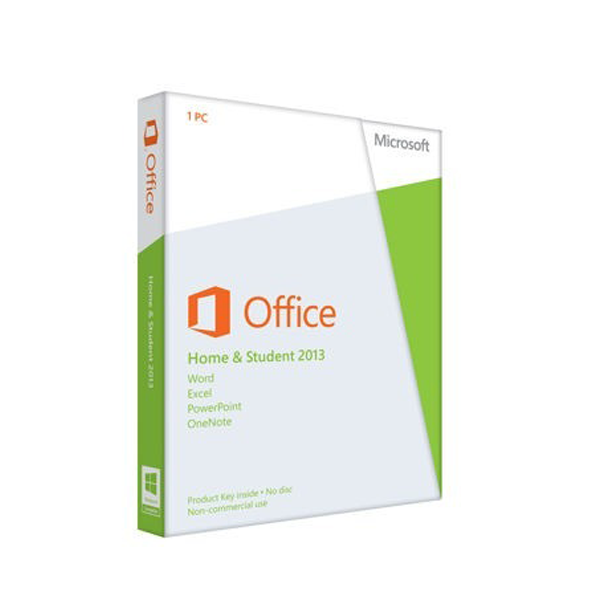 1 PC
Microsoft
Office
Home & Student 2013
Word
Excel
PowerPoint
OneNote
Product Key inside • No disc
Non-commercial use
Office
Home & Student 2013